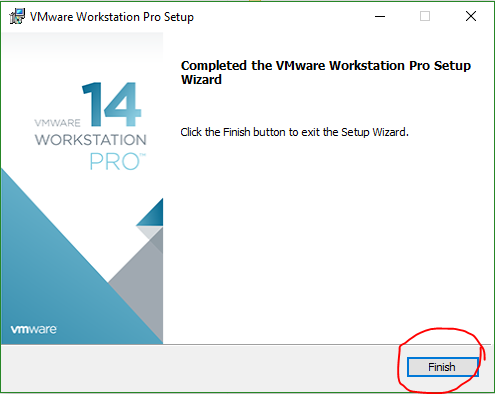 VMware Workstation Pro Setup
Completed the VMware Workstation Pro Setup
Wizard
Click the Finish button to exit the Setup Wizard.
VMWARE 14
WORKSTATION
PRO™
vmware
Finish